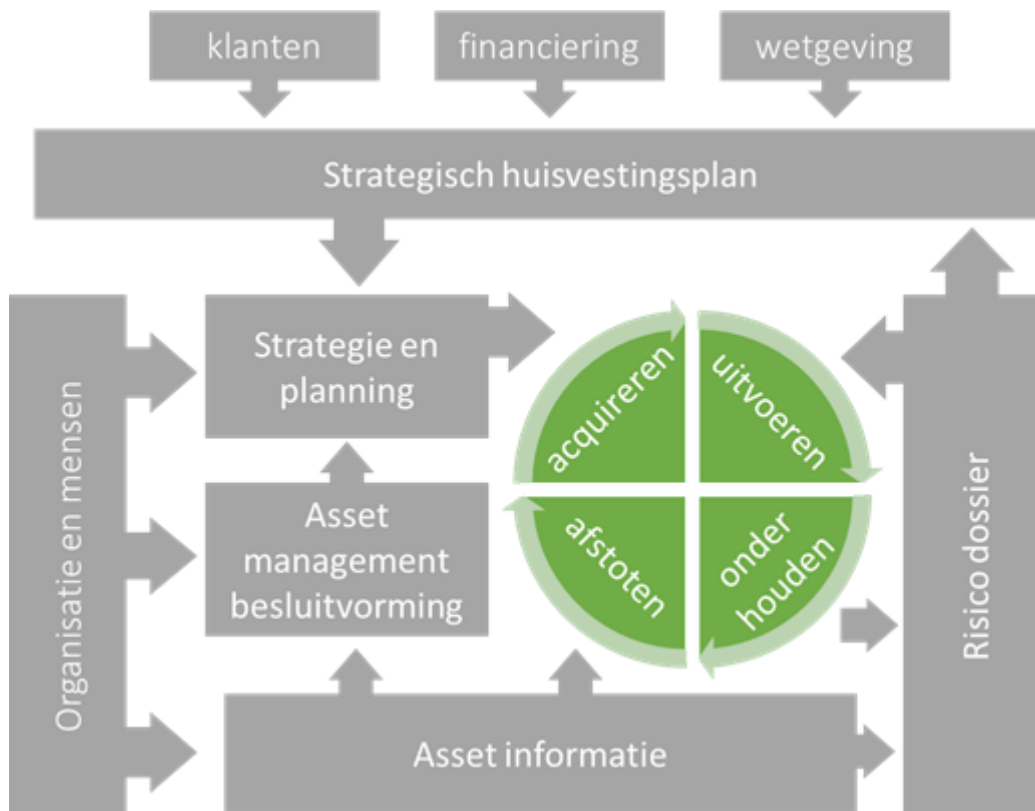 klanten
financiering
wetgeving
Strategisch huisvestingsplan
Organisatie en mensen
Strategie en
planning
Asset
management
besluitvorming
acquireren
uitvoeren
afstoten
onder
houden
Risico dossier
Asset informatie